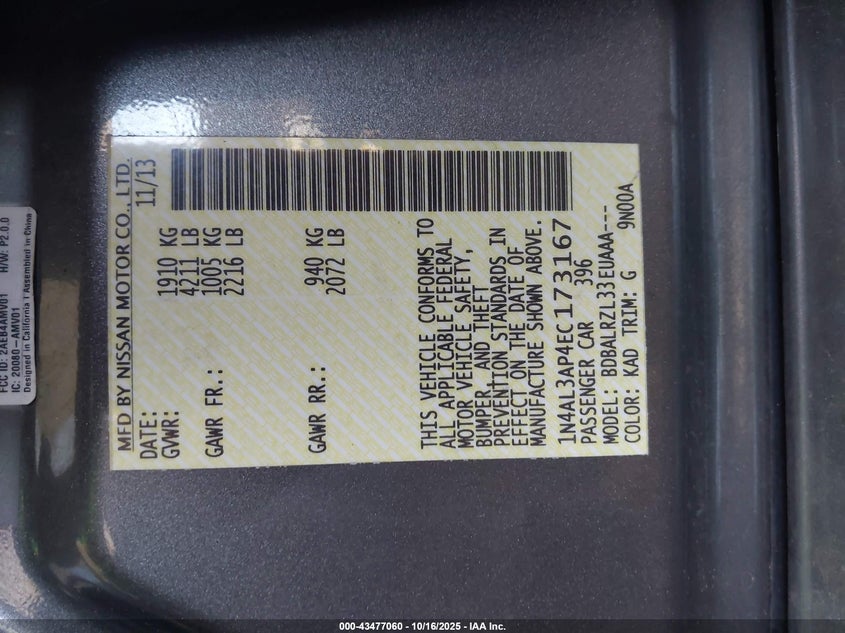 MFD BY NISSAN MOTOR CO., LTD.
DATE: 11/13
GVWR: 1910 KG
4211 LB
GAWR FR.: 1005 KG
2216 LB
GAWR RR.: 940 KG
2072 LB
THIS VEHICLE CONFORMS TO
ALL APPLICABLE FEDERAL
MOTOR VEHICLE SAFETY,
BUMPER, AND THEFT
PREVENTION STANDARDS IN
EFFECT ON THE DATE OF
MANUFACTURE SHOWN ABOVE.
1N4AL3AP4EC173167
PASSENGER CAR 396
MODEL: BDBALRZL33EUAAA---
COLOR: KAD TRIM: G 9N00A
FCC ID: 2AEB4AMV01 H/W: P2.0.0
IC: 20080-AMV01
Designed in California | Assembled in China
000-43477060 - 10/16/2025 - IAA Inc.